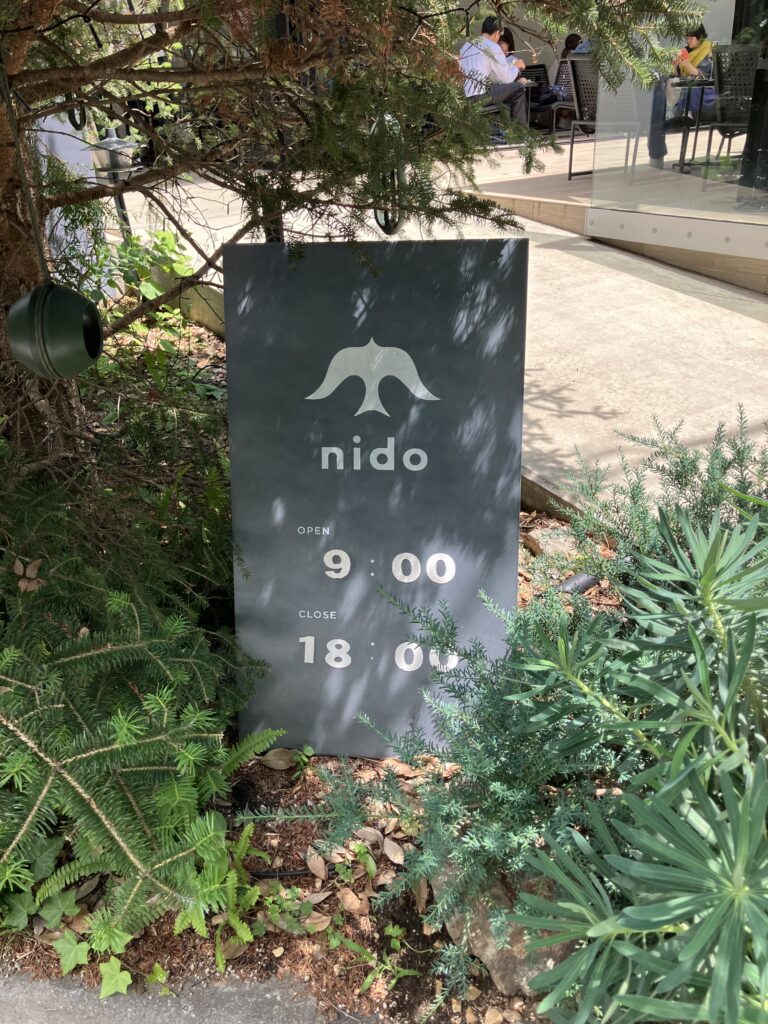 nido
OPEN
9:00
CLOSE
18:00